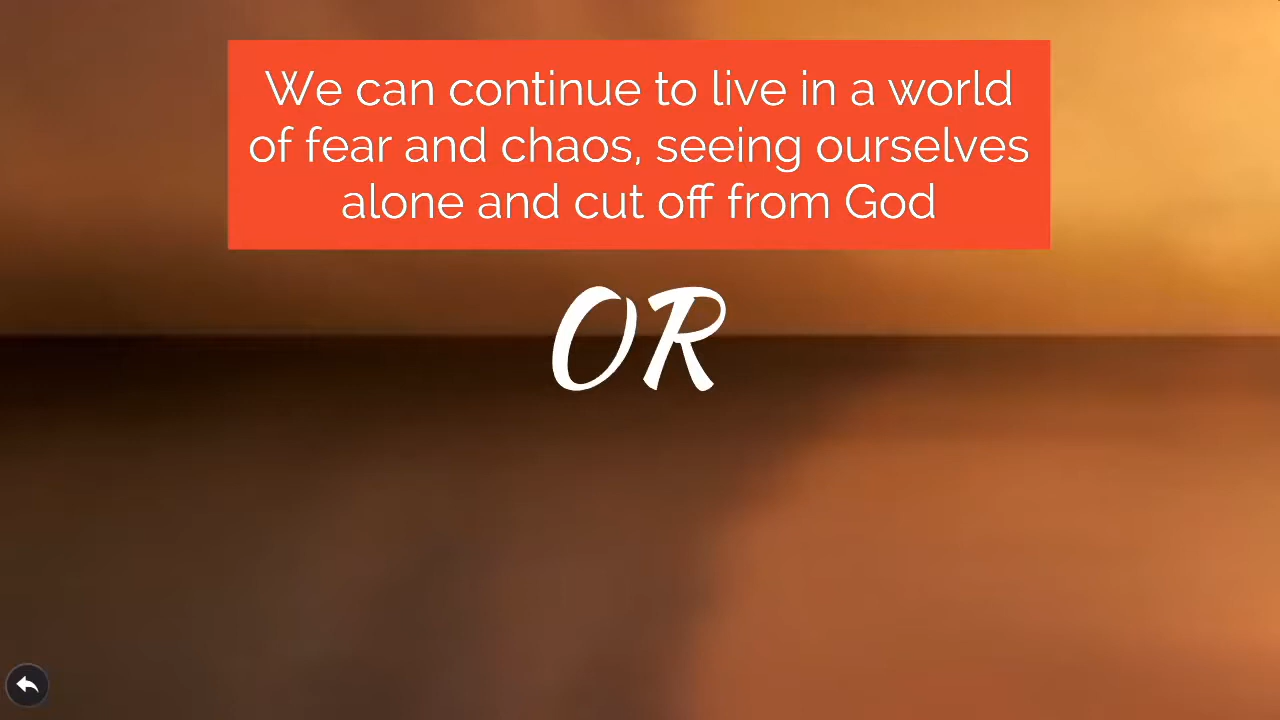 We can continue to live in a world
of fear and chaos, seeing ourselves
alone and cut off from God
OR